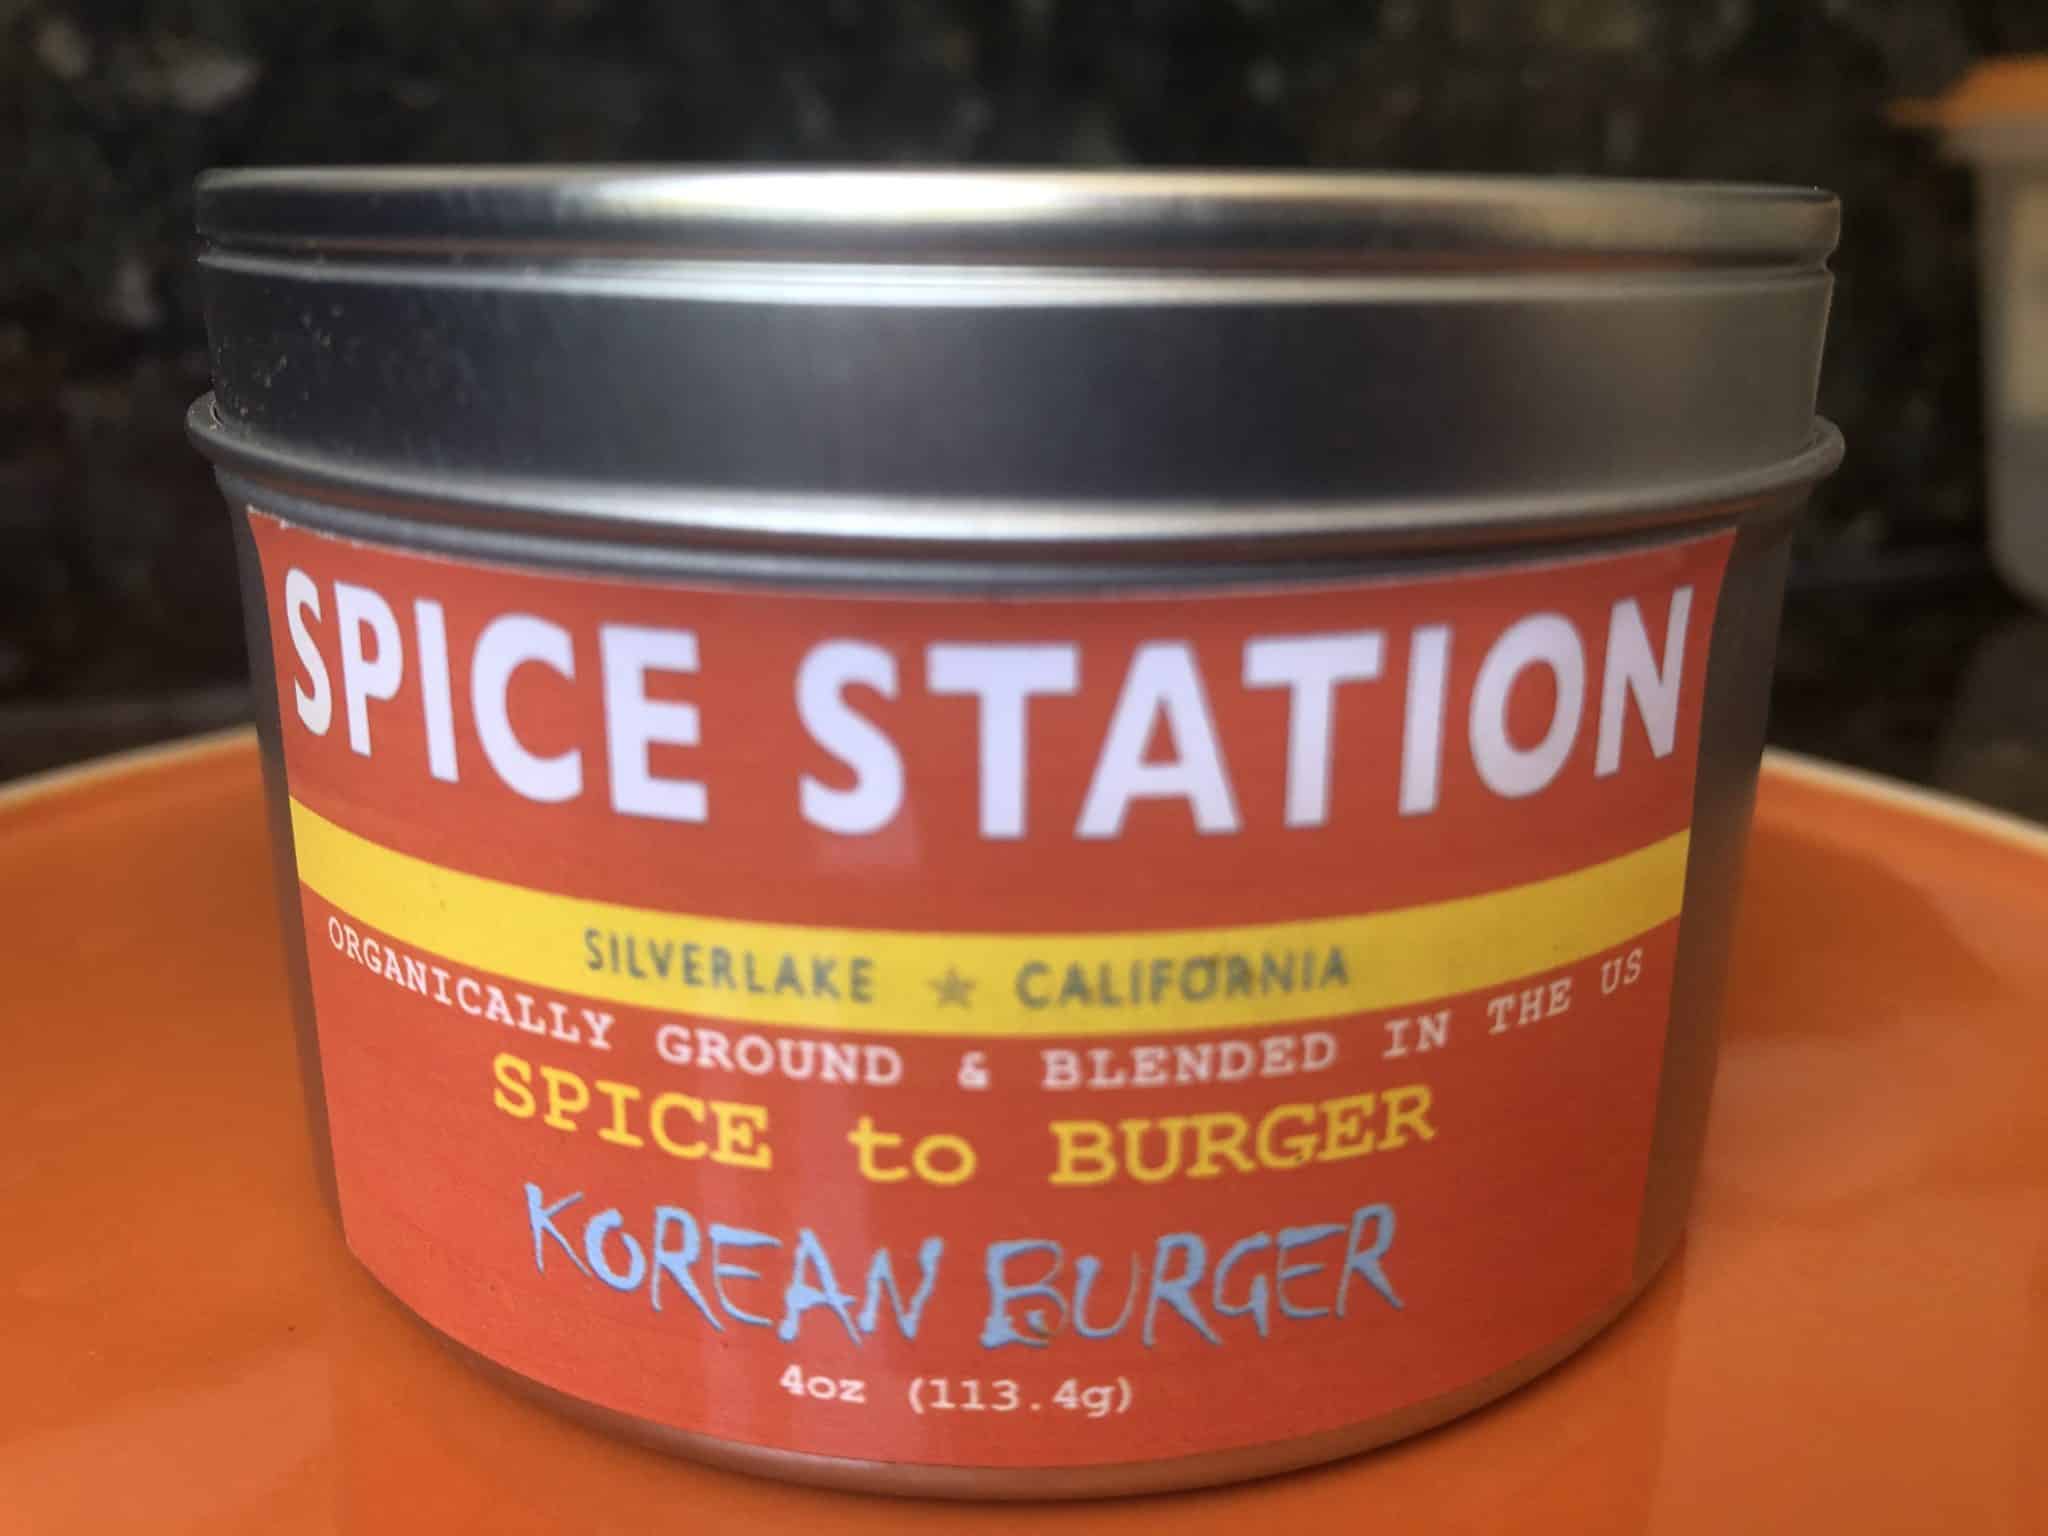 SPICE STATION
SILVERLAKE ★ CALIFORNIA
ORGANICALLY GROUND & BLENDED IN THE US
SPICE to BURGER
KOREAN BURGER
4oz (113.4g)